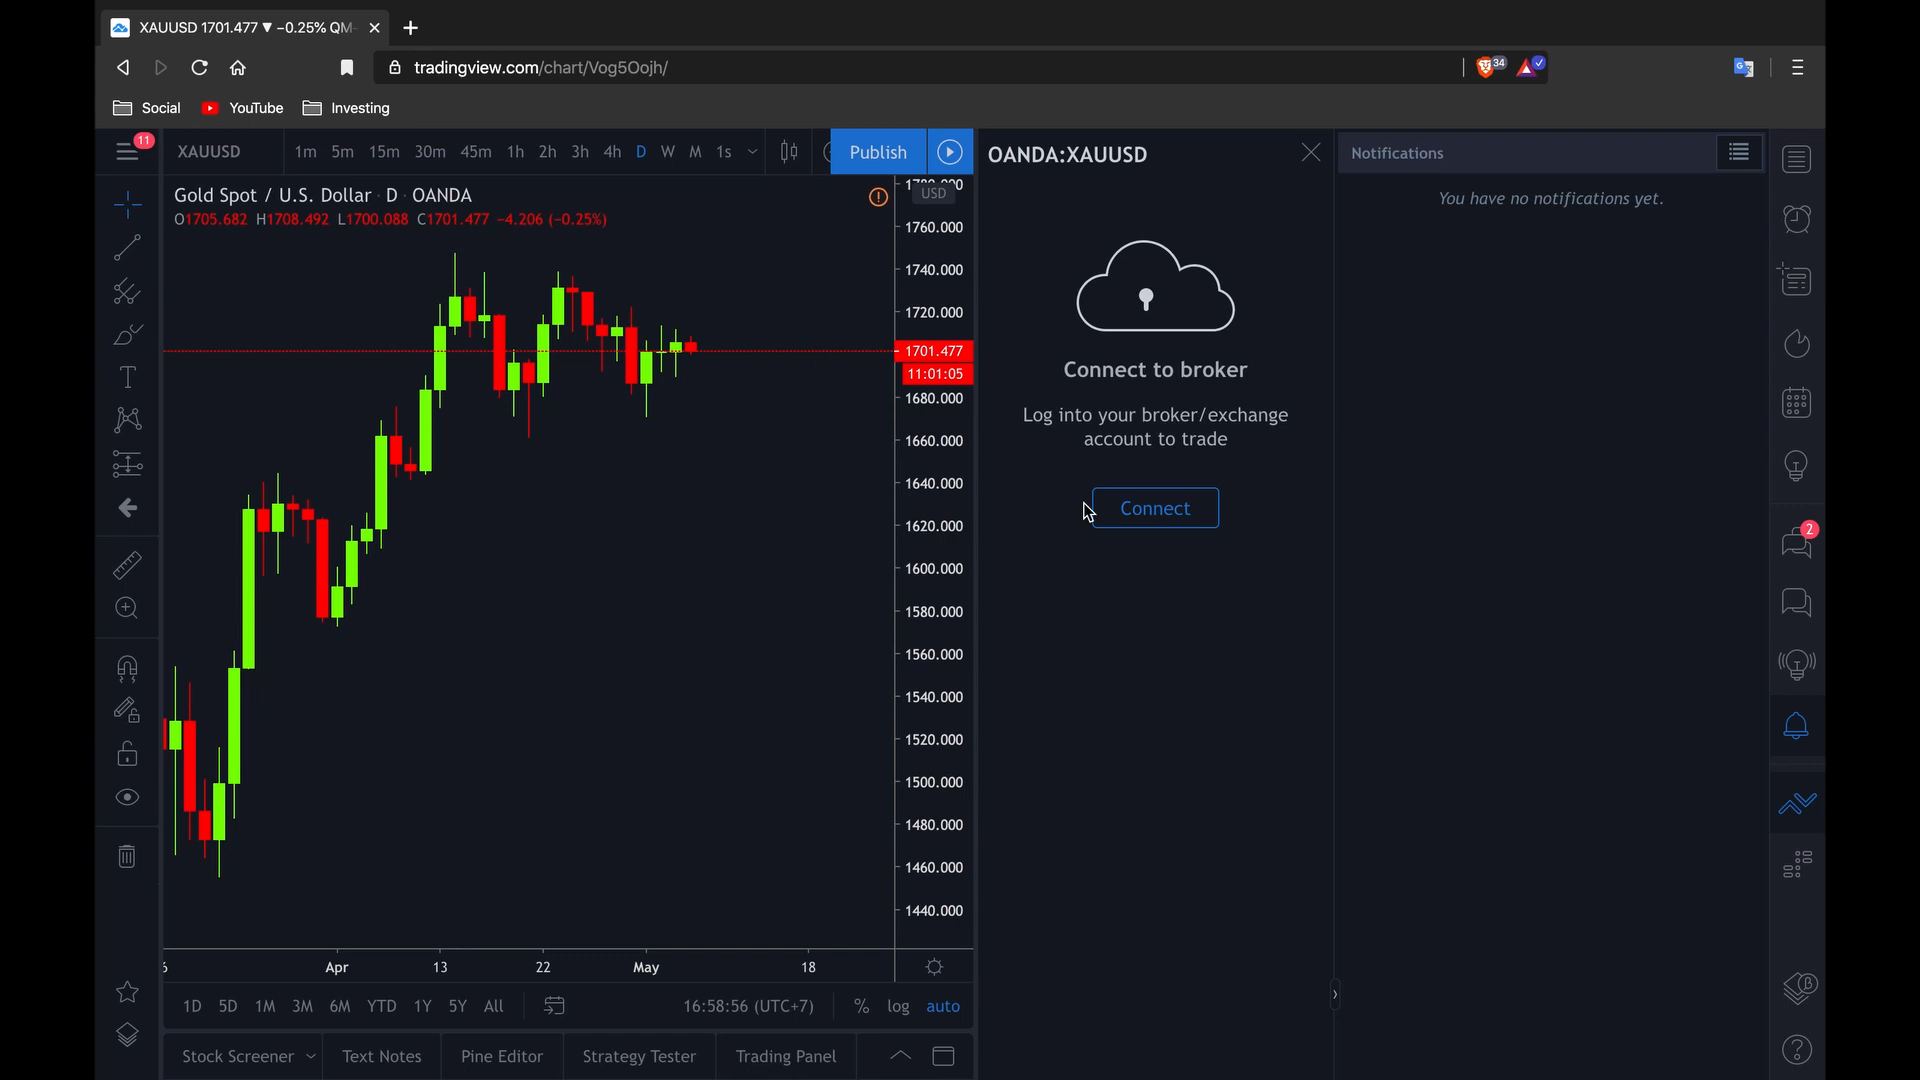 XAUUSD 1701.477 ▼ −0.25% QM
34
tradingview.com/chart/Vog5Oojh/
Social
YouTube
Investing
11
XAUUSD
1m 5m 15m 30m 45m 1h 2h 3h 4h D W M 1s
Publish
OANDA:XAUUSD
Notifications
Gold Spot / U.S. Dollar · D · OANDA
O1705.682 H1708.492 L1700.088 C1701.477 −4.206 (−0.25%)
USD
You have no notifications yet.
1780.000
1760.000
1740.000
1720.000
1701.477
11:01:05
1680.000
1660.000
1640.000
1620.000
1600.000
1580.000
1560.000
1540.000
1520.000
1500.000
1480.000
1460.000
1440.000
Connect to broker
Log into your broker/exchange
account to trade
Connect
2
Apr 13 22 May 18
1D 5D 1M 3M 6M YTD 1Y 5Y All
16:58:56 (UTC+7)
% log auto
Stock Screener
Text Notes
Pine Editor
Strategy Tester
Trading Panel